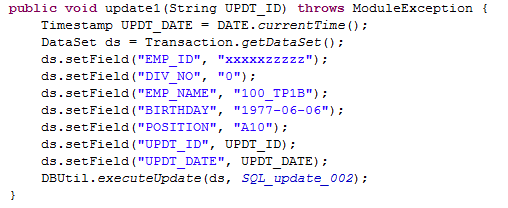 public void update1(String UPDT_ID) throws ModuleException {
    Timestamp UPDT_DATE = DATE.currentTime();
    DataSet ds = Transaction.getDataSet();
    ds.setField("EMP_ID", "xxxxxzzzzz");
    ds.setField("DIV_NO", "0");
    ds.setField("EMP_NAME", "100_TP1B");
    ds.setField("BIRTHDAY", "1977-06-06");
    ds.setField("POSITION", "A10");
    ds.setField("UPDT_ID", UPDT_ID);
    ds.setField("UPDT_DATE", UPDT_DATE);
    DBUtil.executeUpdate(ds, SQL_update_002);
}